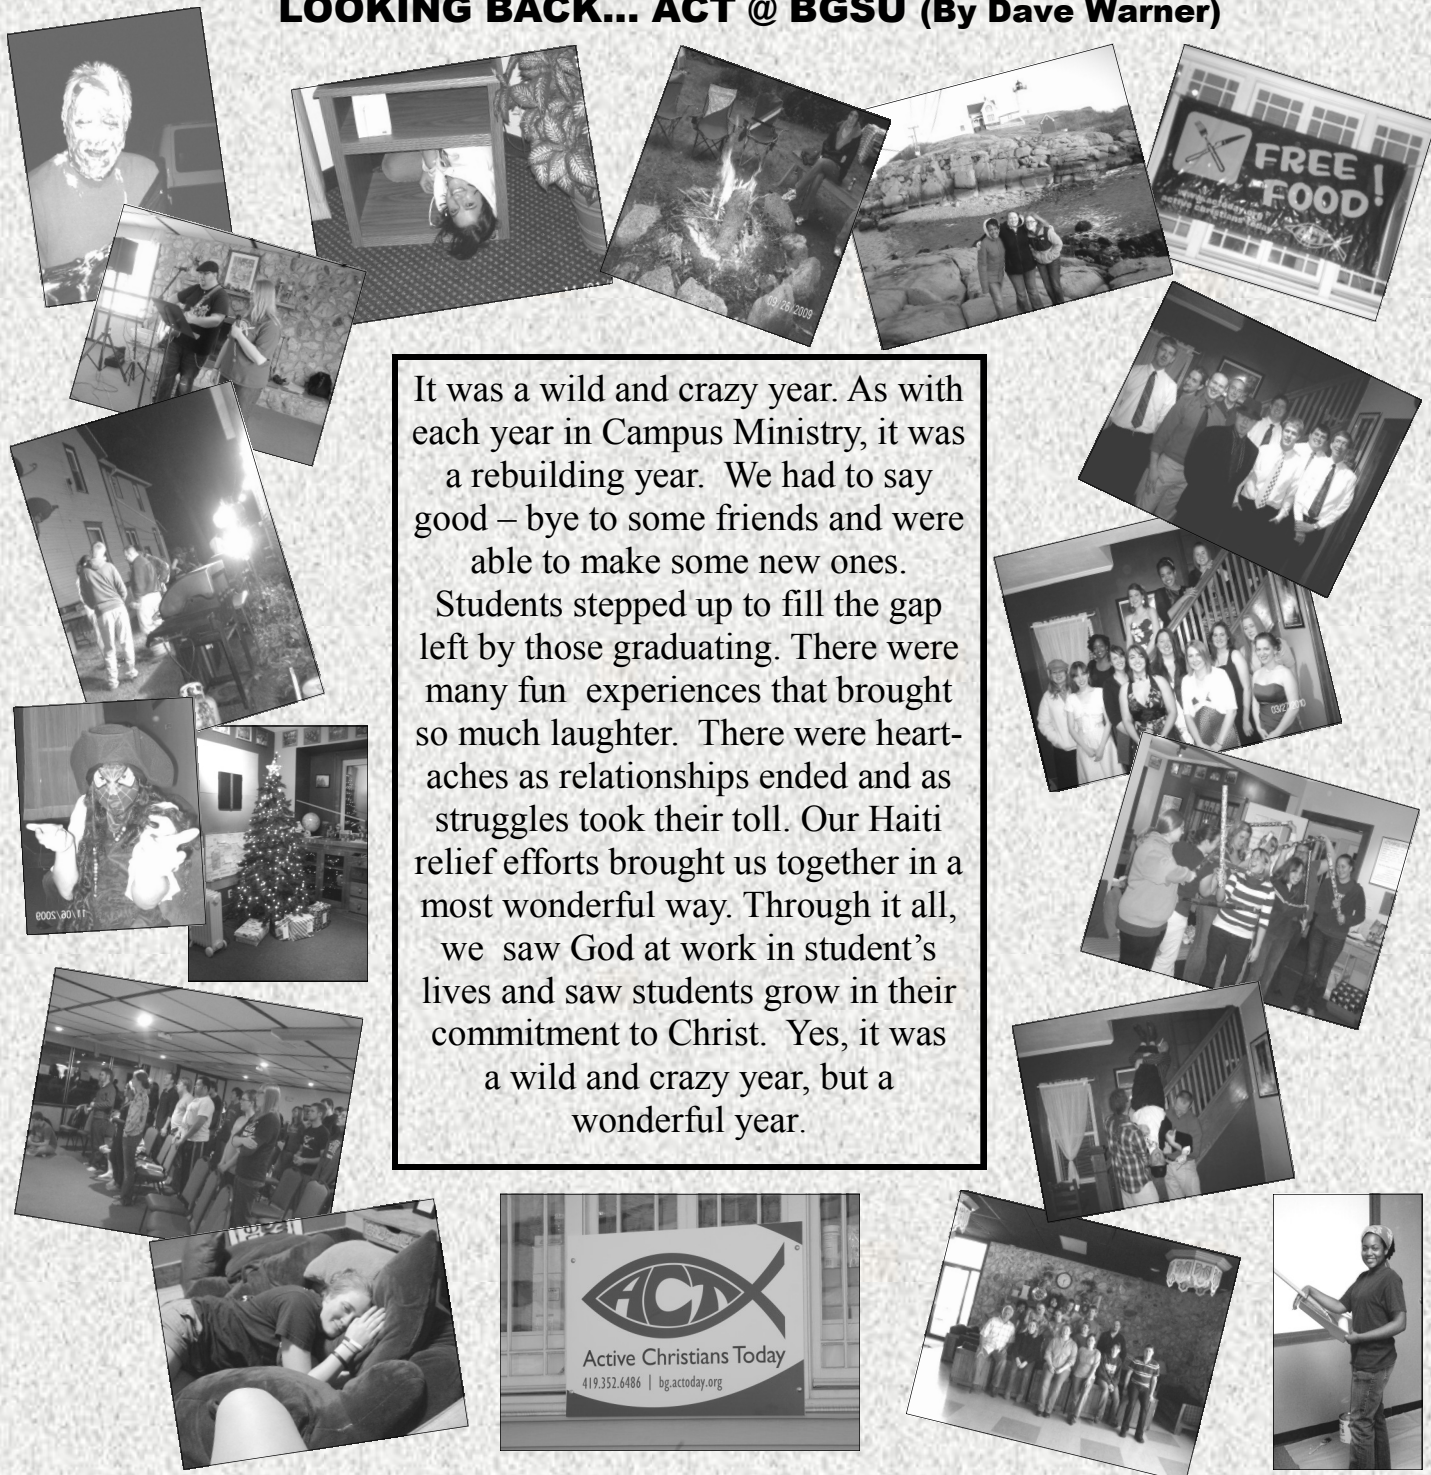 LOOKING BACK... ACT @ BGSU (By Dave Warner)
FREE
FOOD!
09/26/2009
It was a wild and crazy year. As with
each year in Campus Ministry, it was
a rebuilding year.  We had to say
good – bye to some friends and were
able to make some new ones.
Students stepped up to fill the gap
left by those graduating. There were
many fun  experiences that brought
so much laughter.  There were heart-
aches as relationships ended and as
struggles took their toll. Our Haiti
relief efforts brought us together in a
most wonderful way. Through it all,
we  saw God at work in student’s
lives and saw students grow in their
commitment to Christ.  Yes, it was
a wild and crazy year, but a
wonderful year.
11/06/2009
ACT
Active Christians Today
419.352.6486 | bg.actoday.org